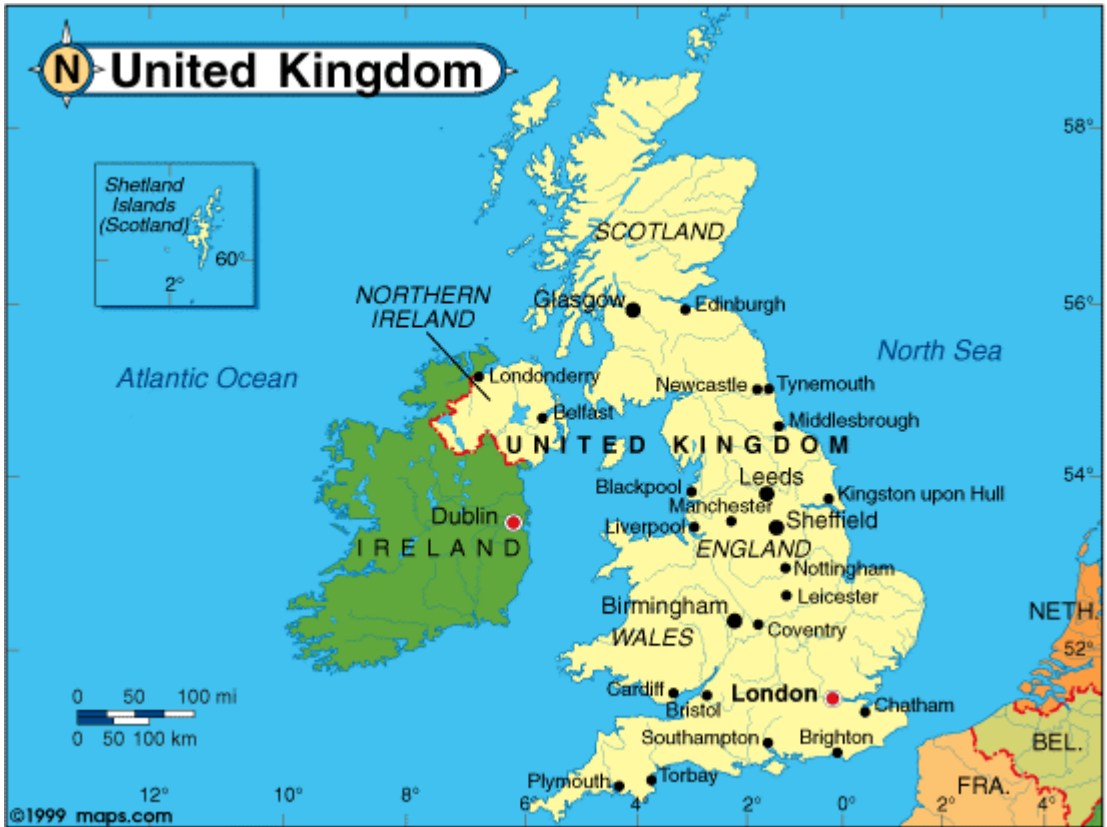 N United Kingdom
58°
Shetland
Islands
(Scotland)
60°
2°
SCOTLAND
NORTHERN
IRELAND
Glasgow
Edinburgh
56°
North Sea
Atlantic Ocean
Londonderry
Newcastle
Tynemouth
Belfast
Middlesbrough
UNITED KINGDOM
54°
Leeds
Blackpool
Kingston upon Hull
Manchester
Dublin
Liverpool
Sheffield
IRELAND
ENGLAND
Nottingham
Leicester
Birmingham
NETH.
Coventry
WALES
52°
Cardiff
London
0 50 100 mi
Bristol
Chatham
0 50 100 km
Southampton
Brighton
BEL.
Plymouth
Torbay
FRA.
12° 10° 8° 6° 4° 2° 0° 2° 4°
©1999 maps.com